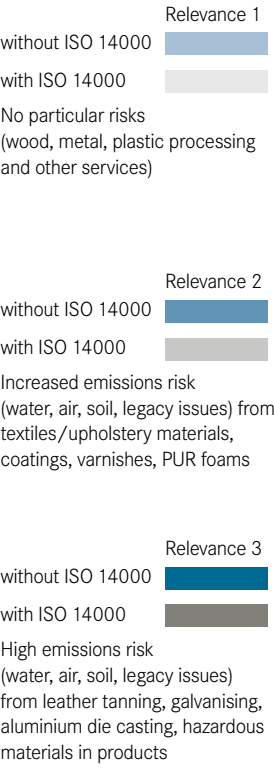 Relevance 1
without ISO 14000
with ISO 14000
No particular risks
(wood, metal, plastic processing
and other services)
Relevance 2
without ISO 14000
with ISO 14000
Increased emissions risk
(water, air, soil, legacy issues) from
textiles/upholstery materials,
coatings, varnishes, PUR foams
Relevance 3
without ISO 14000
with ISO 14000
High emissions risk
(water, air, soil, legacy issues)
from leather tanning, galvanising,
aluminium die casting, hazardous
materials in products